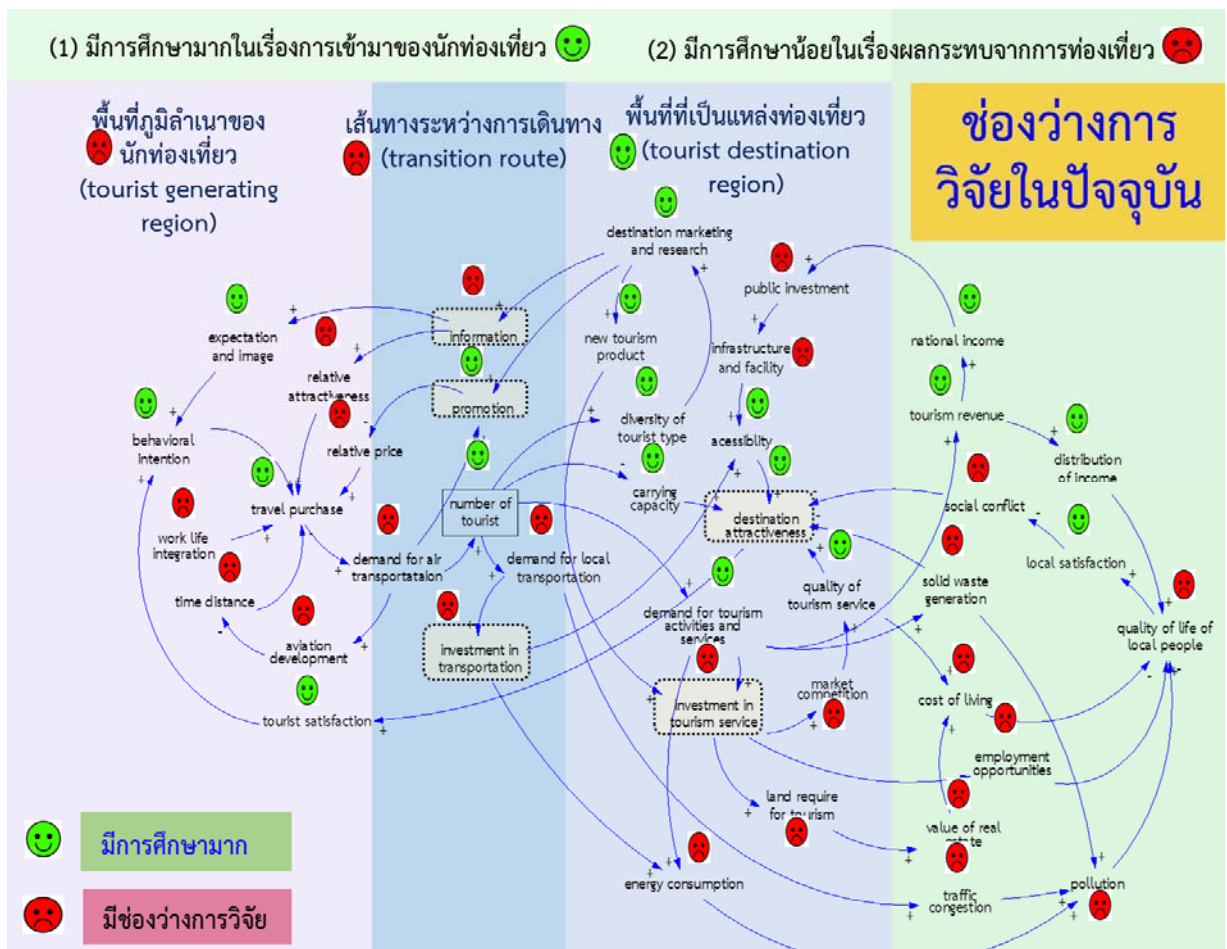 (1) มีการศึกษามากในเรื่องการเข้ามาของนักท่องเที่ยว
(2) มีการศึกษาน้อยในเรื่องผลกระทบจากการท่องเที่ยว
พื้นที่ภูมิลำเนาของ
นักท่องเที่ยว
(tourist generating
region)
เส้นทางระหว่างการเดินทาง
(transition route)
พื้นที่ที่เป็นแหล่งท่องเที่ยว
(tourist destination
region)
ช่องว่างการ
วิจัยในปัจจุบัน
destination marketing
and research
public investment
expectation
and image
information
new tourism
product
infrastructure
and facility
national income
relative
attractiveness
promotion
diversity of
tourist type
tourism revenue
behavioral
intention
relative price
acessiblity
distribution
of income
travel purchase
number of
tourist
carrying
capacity
destination
attractiveness
social conflict
work life
integration
demand for air
transportataion
demand for local
transportation
local satisfaction
time distance
quality of
tourism service
solid waste
generation
demand for tourism
activities and
services
quality of life of
local people
aviation
development
investment in
transportation
market
competition
investment in
tourism service
cost of living
tourist satisfaction
employment
opportunities
land require
for tourism
value of real
estate
energy consumption
traffic
congestion
pollution
มีการศึกษามาก
มีช่องว่างการวิจัย